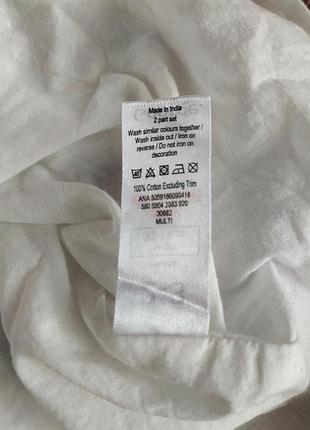 Made in India
2 part set
Wash similar colours together /
Wash inside out / Iron on
reverse / Do not iron on
decoration
100% Cotton Excluding Trim
ANA 5059186090416
580 5804 2083 920
30682
MULTI